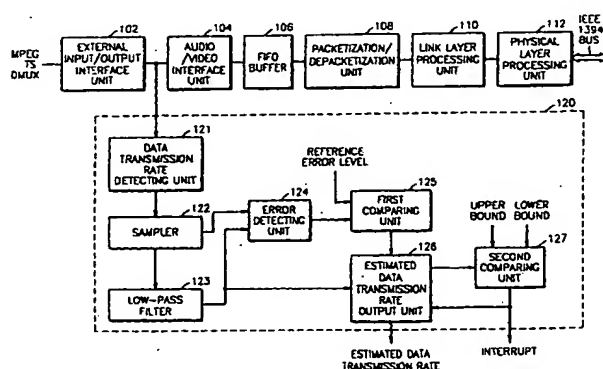 102
104
106
108
110
112
IEEE
1394
BUS
MPEG
TS
DMUX
EXTERNAL
INPUT/OUTPUT
INTERFACE
UNIT
AUDIO
/VIDEO
INTERFACE
UNIT
FIFO
BUFFER
PACKETIZATION/
DEPACKETIZATION
UNIT
LINK LAYER
PROCESSING
UNIT
PHYSICAL
LAYER
PROCESSING
UNIT
120
121
DATA
TRANSMISSION
RATE
DETECTING UNIT
REFERENCE
ERROR LEVEL
122
SAMPLER
124
ERROR
DETECTING
UNIT
125
FIRST
COMPARING
UNIT
UPPER
BOUND
LOWER
BOUND
123
LOW-PASS
FILTER
126
ESTIMATED
DATA
TRANSMISSION
RATE
OUTPUT UNIT
127
SECOND
COMPARING
UNIT
ESTIMATED DATA
TRANSMISSION RATE
INTERRUPT